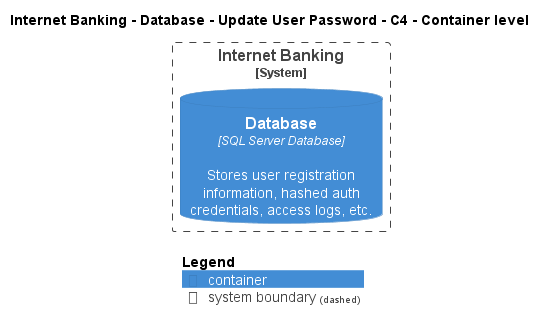 Internet Banking - Database - Update User Password - C4 - Container level
Internet Banking
[System]
Database
[SQL Server Database]
Stores user registration
information, hashed auth
credentials, access logs, etc.
Legend
container
system boundary (dashed)